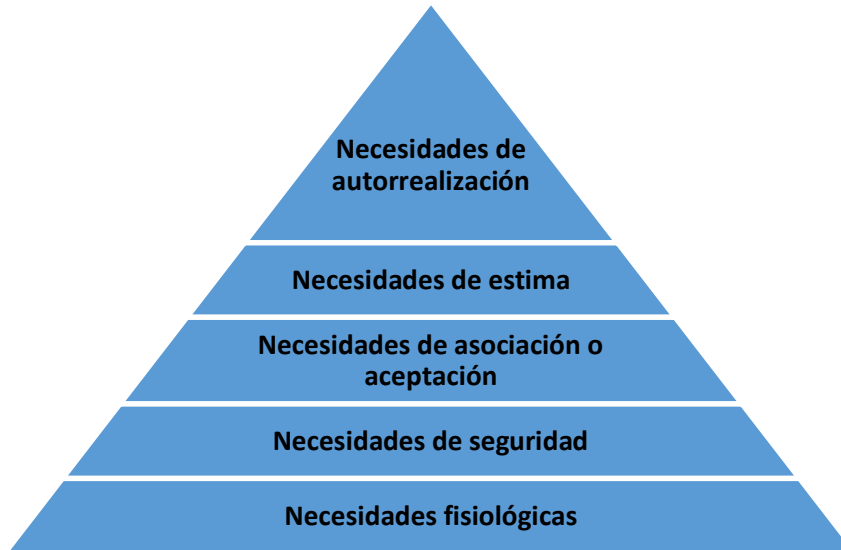 Necesidades de
autorrealización
Necesidades de estima
Necesidades de asociación o
aceptación
Necesidades de seguridad
Necesidades fisiológicas